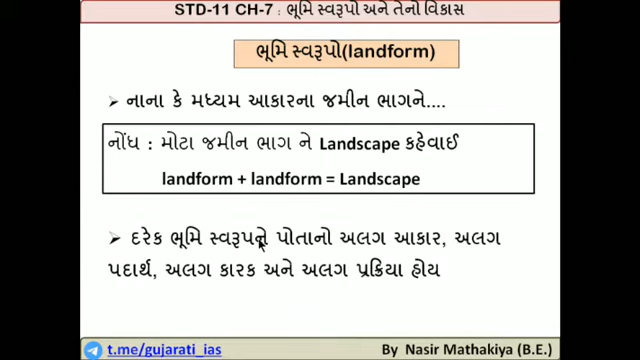 STD-11 CH-7 : ભૂમિ સ્વરૂપો અને તેનો વિકાસ
ભૂમિ સ્વરૂપો(landform)
➢ નાના કે મધ્યમ આકારના જમીન ભાગને....
નોંધ : મોટા જમીન ભાગ ને Landscape કહેવાઈ
landform + landform = Landscape
➢ દરેક ભૂમિ સ્વરૂપને પોતાનો અલગ આકાર, અલગ
પદાર્થ, અલગ કારક અને અલગ પ્રક્રિયા હોય
t.me/gujarati_ias
By Nasir Mathakiya (B.E.)